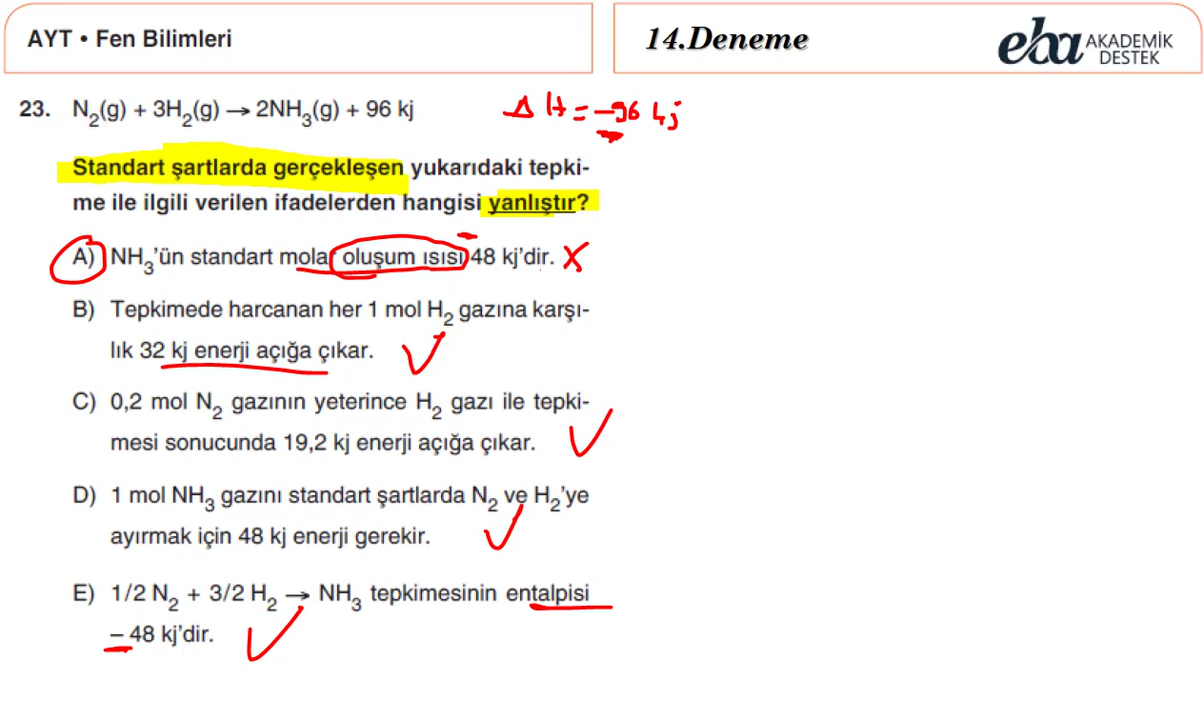 AYT • Fen Bilimleri
14.Deneme
eba AKADEMİK
DESTEK
23. N₂(g) + 3H₂(g) → 2NH₃(g) + 96 kj
ΔH = -96 kj
Standart şartlarda gerçekleşen yukarıdaki tepki-
me ile ilgili verilen ifadelerden hangisi yanlıştır?
A) NH₃'ün standart molar oluşum ısısı 48 kj'dir.
B) Tepkimede harcanan her 1 mol H₂ gazına karşı-
lık 32 kj enerji açığa çıkar.
C) 0,2 mol N₂ gazının yeterince H₂ gazı ile tepki-
mesi sonucunda 19,2 kj enerji açığa çıkar.
D) 1 mol NH₃ gazını standart şartlarda N₂ ve H₂'ye
ayırmak için 48 kj enerji gerekir.
E) 1/2 N₂ + 3/2 H₂ → NH₃ tepkimesinin entalpisi
– 48 kj'dir.